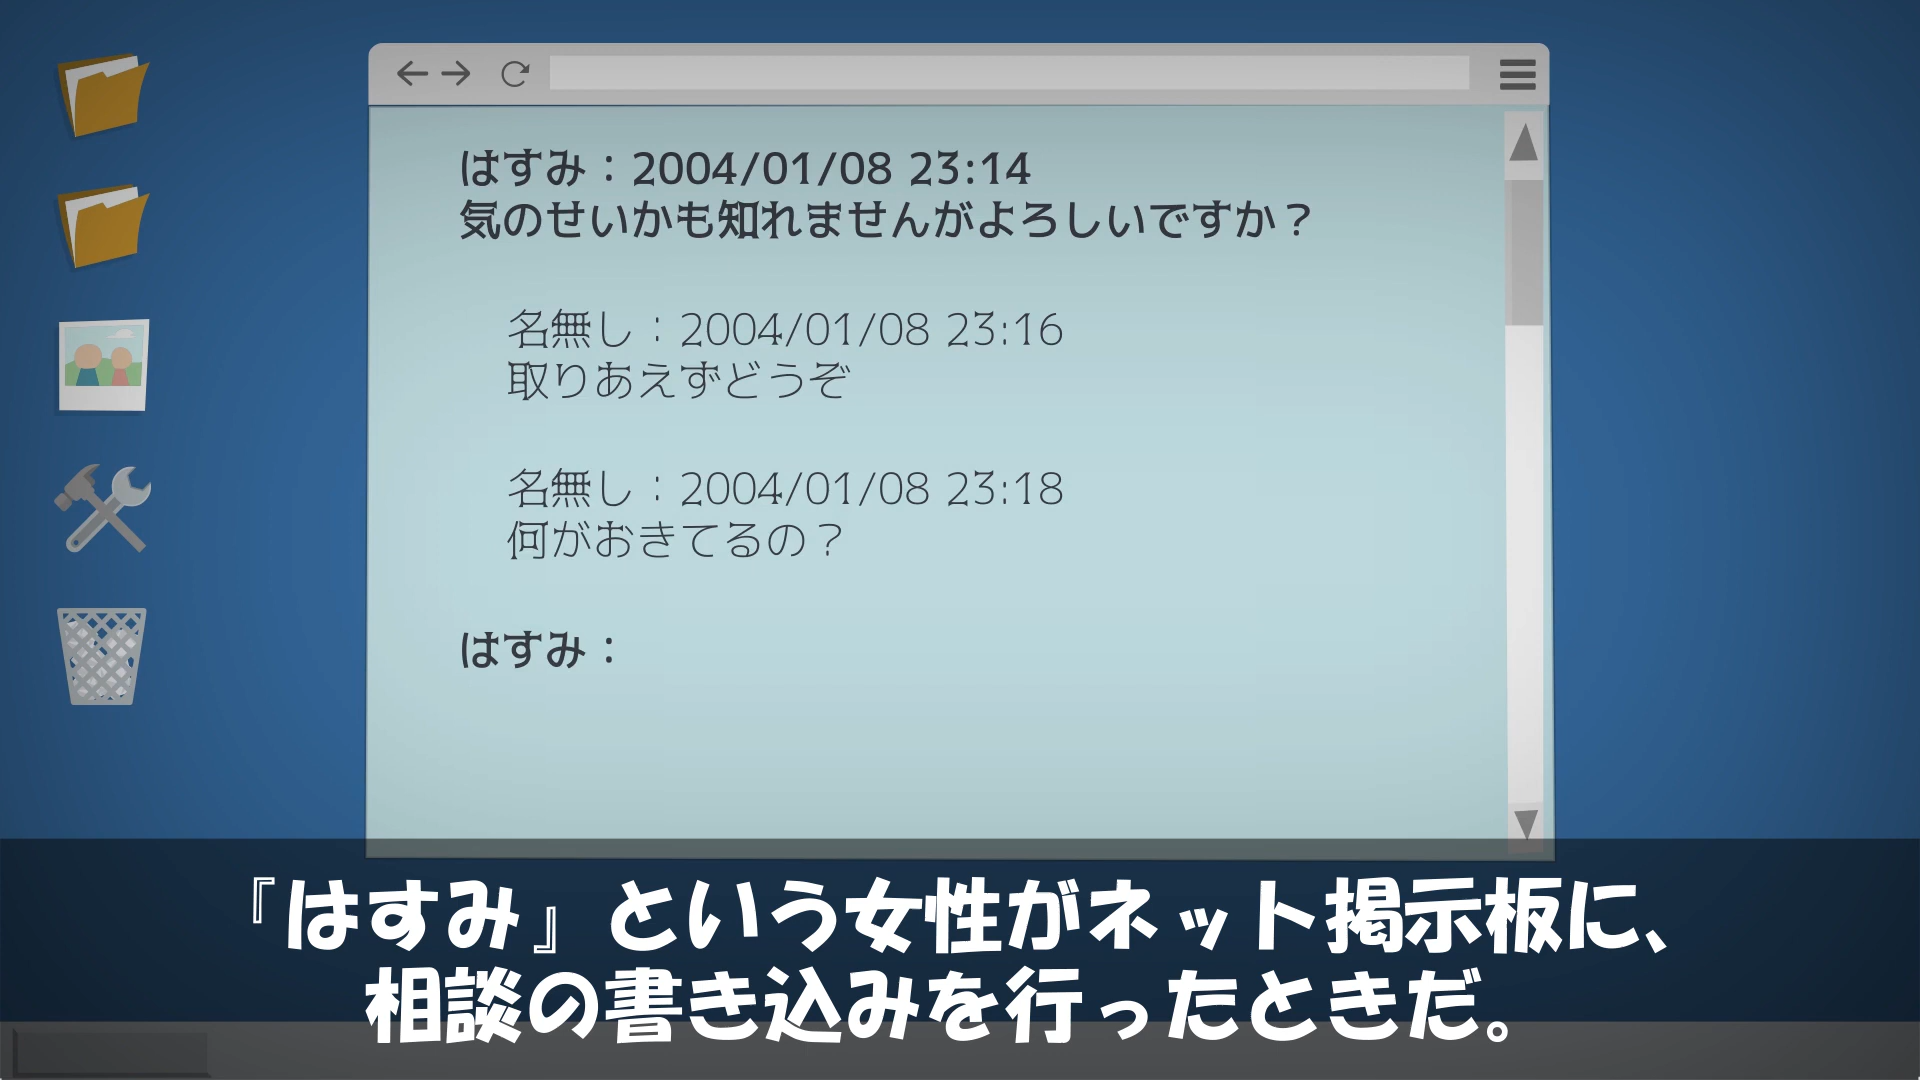 はすみ：2004/01/08 23:14
気のせいかも知れませんがよろしいですか？
名無し：2004/01/08 23:16
取りあえずどうぞ
名無し：2004/01/08 23:18
何がおきてるの？
はすみ：
『はすみ』という女性がネット掲示板に、
相談の書き込みを行ったときだ。